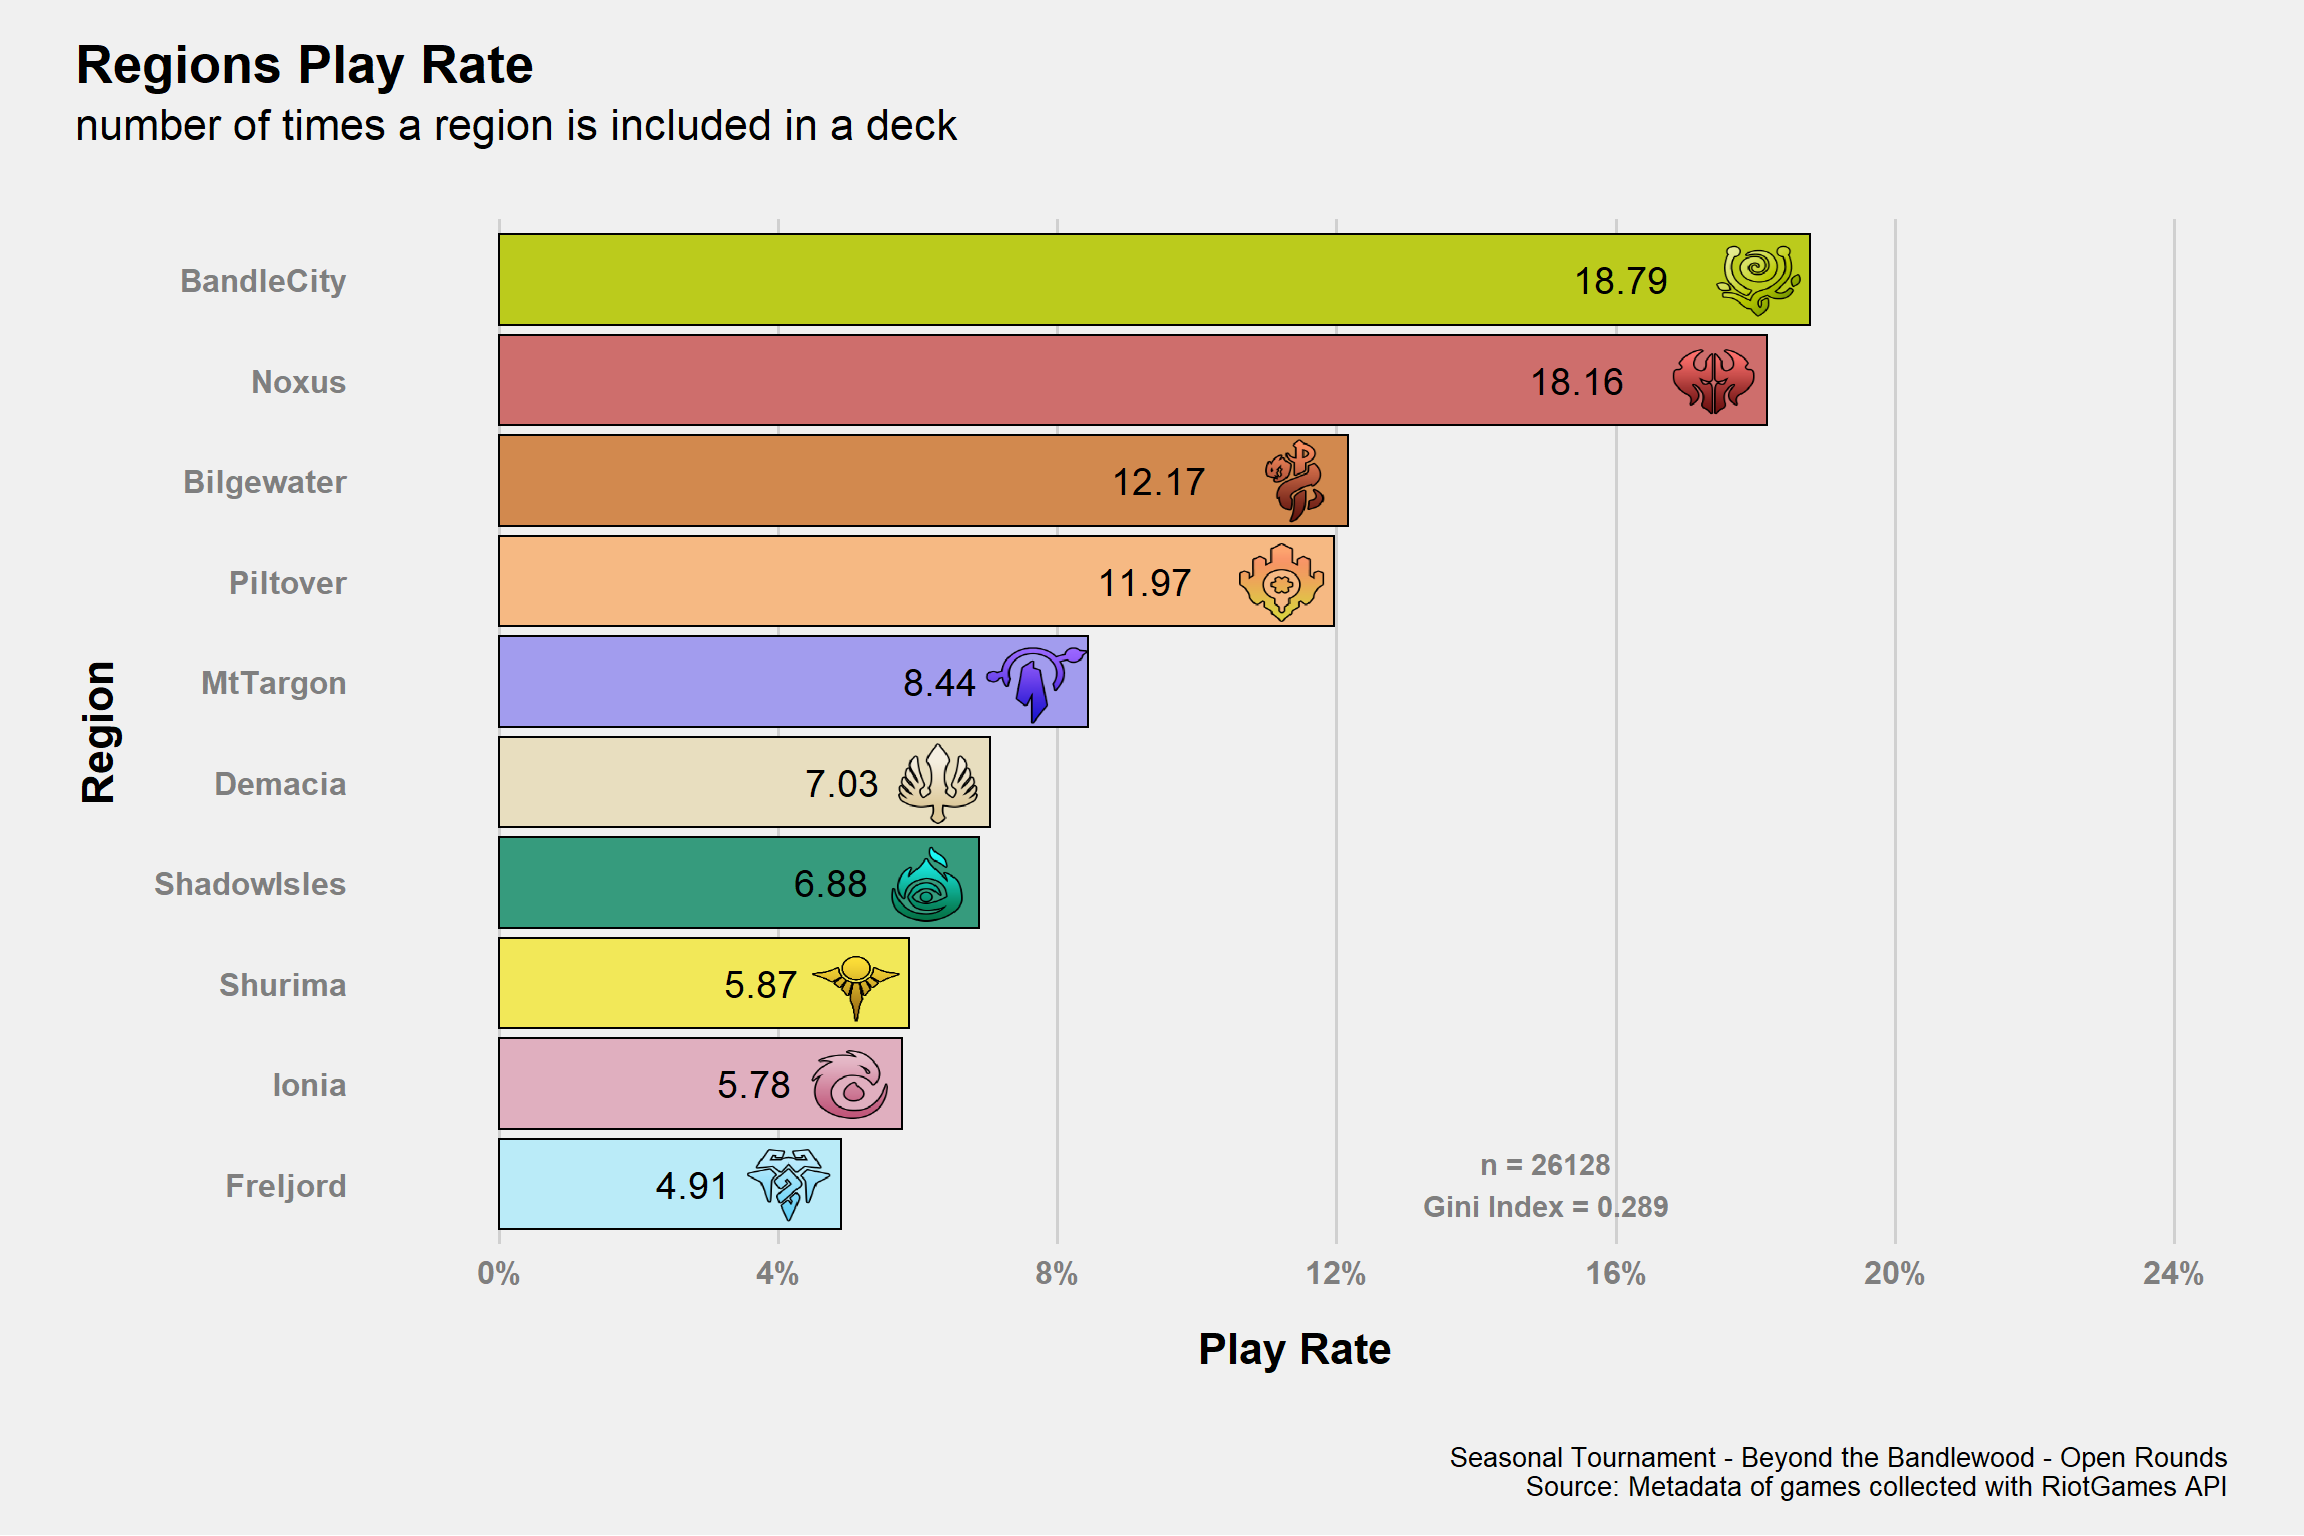 Regions Play Rate
number of times a region is included in a deck
BandleCity
18.79
Noxus
18.16
Bilgewater
12.17
Piltover
11.97
MtTargon
8.44
Region
Demacia
7.03
ShadowIsles
6.88
Shurima
5.87
Ionia
5.78
Freljord
4.91
n = 26128
Gini Index = 0.289
0% 4% 8% 12% 16% 20% 24%
Play Rate
Seasonal Tournament - Beyond the Bandlewood - Open Rounds
Source: Metadata of games collected with RiotGames API